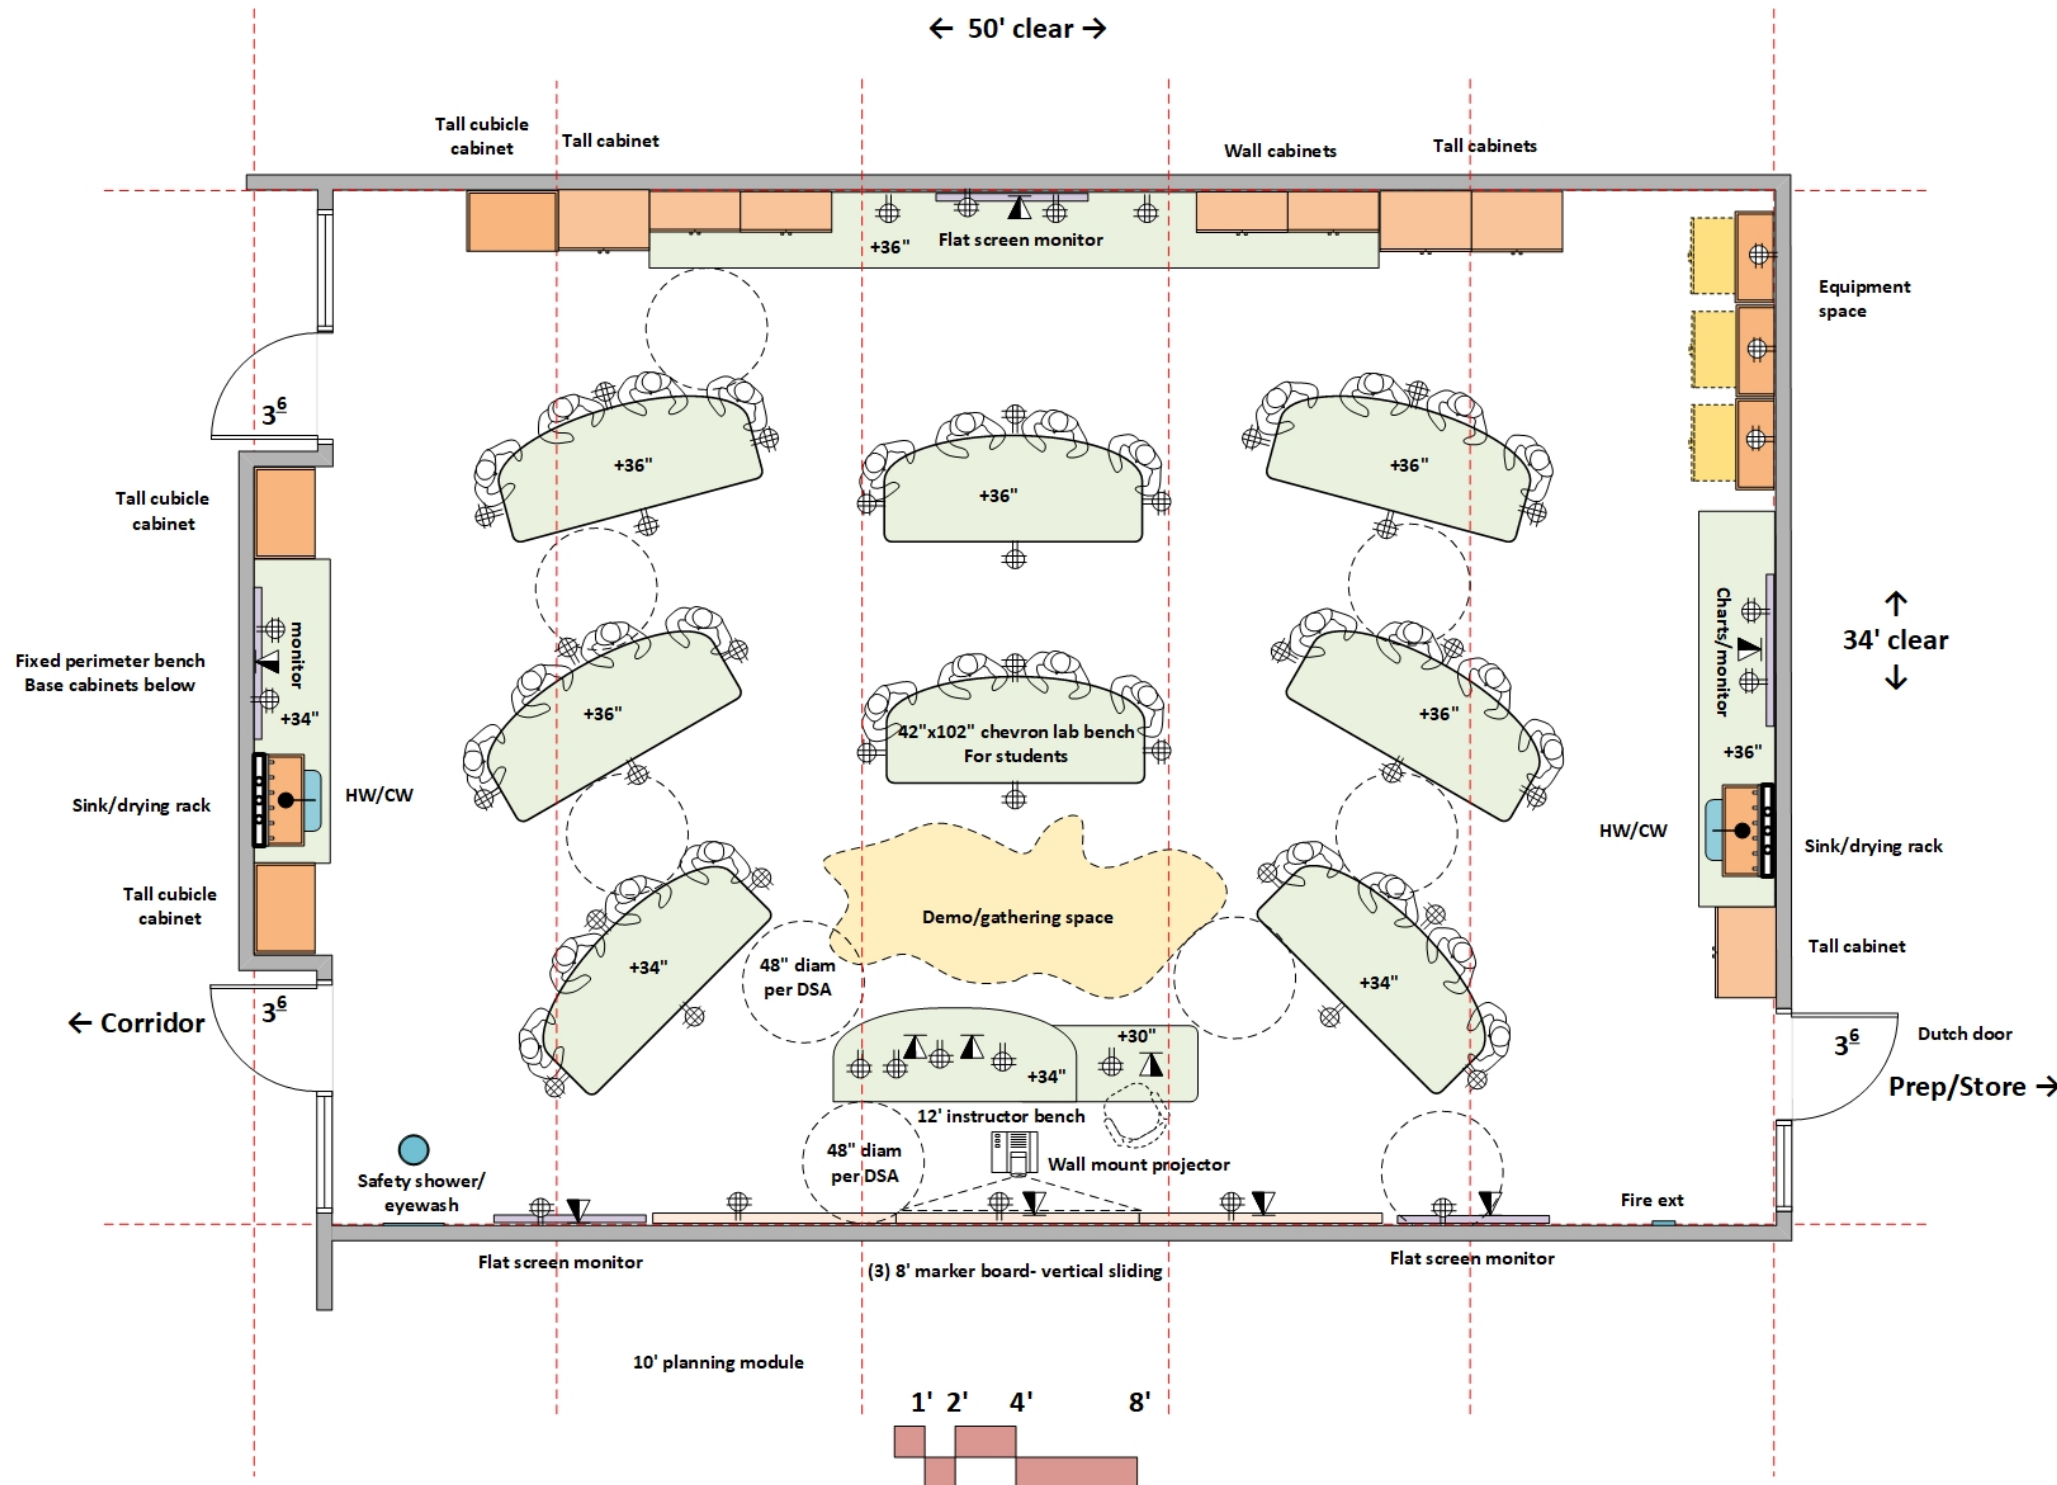 ← 50' clear →
Tall cubicle
cabinet
Tall cabinet
Wall cabinets
Tall cabinets
+36"
Flat screen monitor
Equipment
space
3⁶
+36"
+36"
+36"
Tall cubicle
cabinet
monitor
Charts/monitor
↑
34' clear
↓
Fixed perimeter bench
Base cabinets below
+34"
+36"
42"x102" chevron lab bench
For students
+36"
+36"
Sink/drying rack
HW/CW
HW/CW
Sink/drying rack
Tall cubicle
cabinet
Demo/gathering space
Tall cabinet
+34"
48" diam
per DSA
+34"
← Corridor
3⁶
+30"
+34"
3⁶
Dutch door
Prep/Store →
12' instructor bench
48" diam
per DSA
Wall mount projector
Safety shower/
eyewash
Fire ext
Flat screen monitor
(3) 8' marker board- vertical sliding
Flat screen monitor
10' planning module
1' 2' 4' 8'